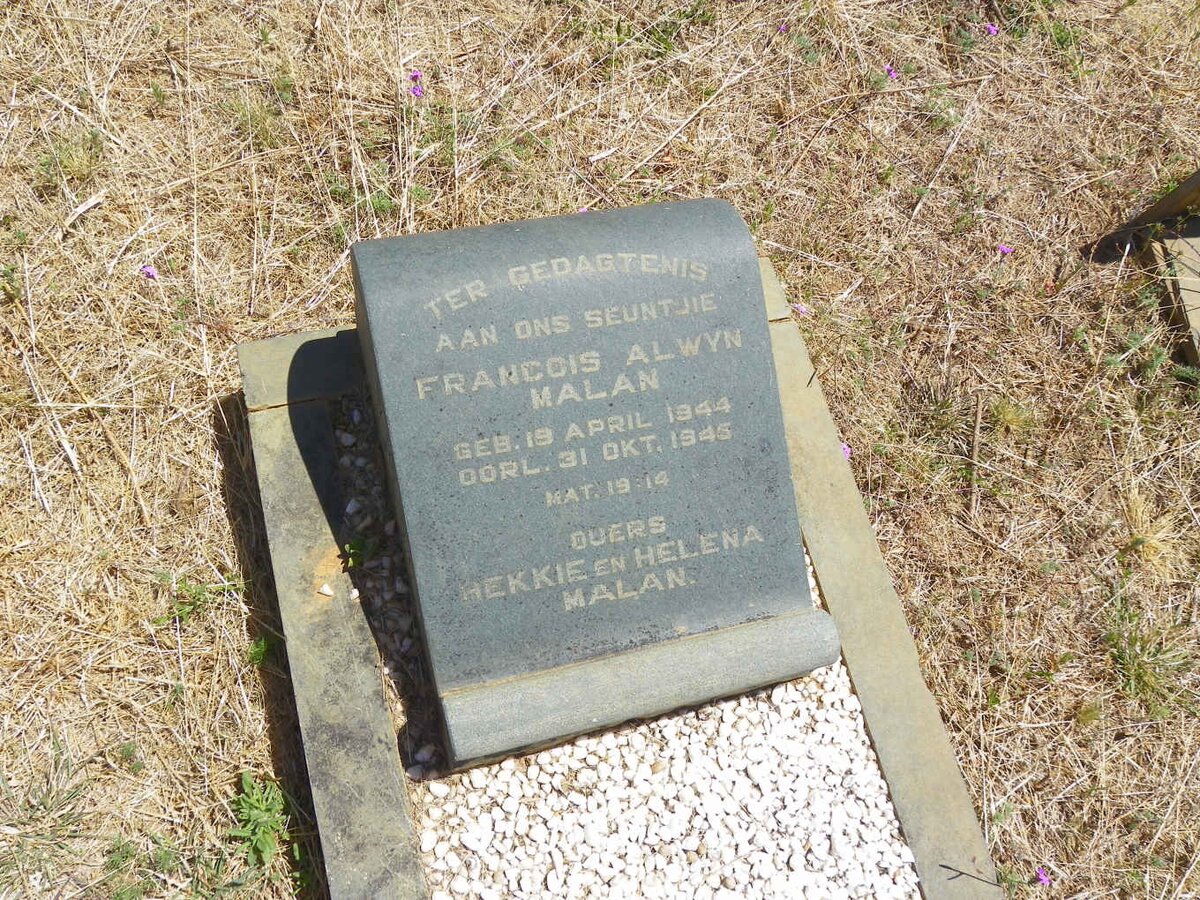 TER GEDAGTENIS
AAN ONS SEUNTJIE
FRANCOIS ALWYN
MALAN
GEB. 19 APRIL 1944
OORL. 31 OKT. 1945
MAT. 19:14
OUERS
HEKKIE EN HELENA
MALAN.